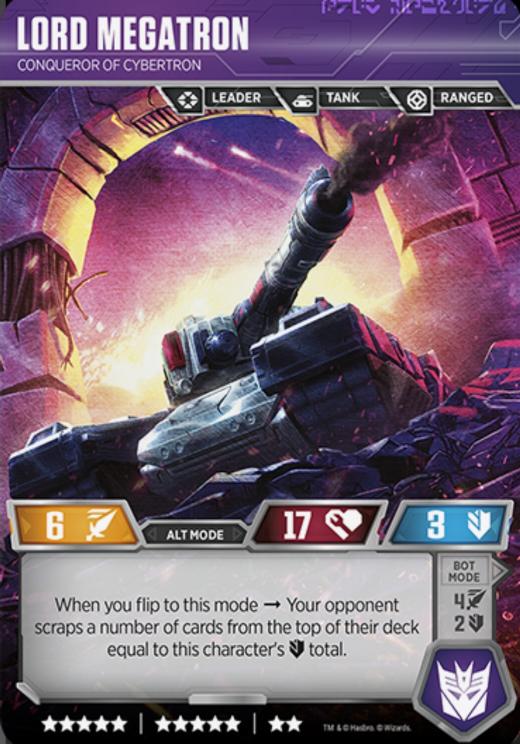 LORD MEGATRON
CONQUEROR OF CYBERTRON
LEADER TANK RANGED
6 ALT MODE 17 3
BOT
MODE
4
2
When you flip to this mode → Your opponent
scraps a number of cards from the top of their deck
equal to this character's total.
TM & © Hasbro. © Wizards.